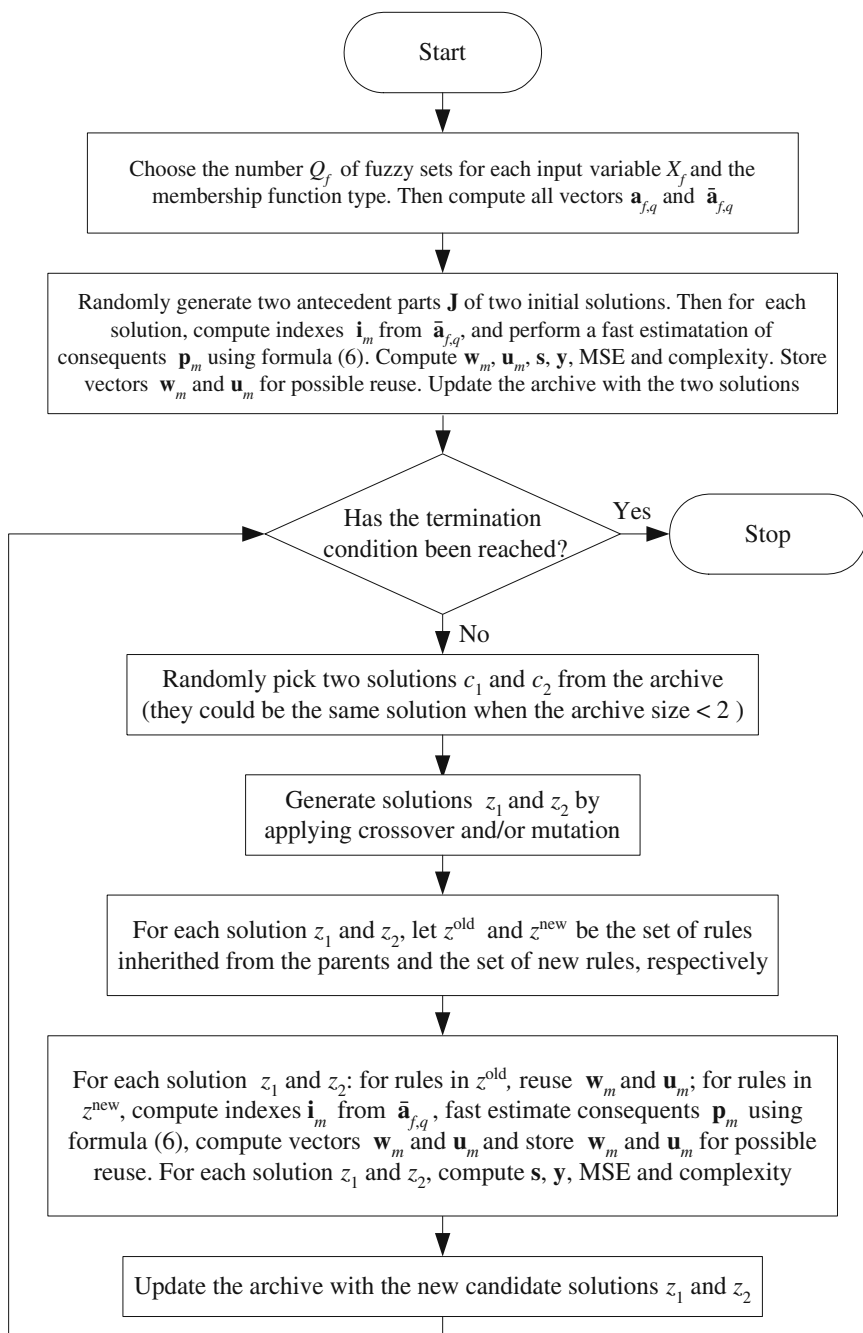 Start
Choose the number Q_f of fuzzy sets for each input variable X_f and the
membership function type. Then compute all vectors a_{f,q} and ā_{f,q}
Randomly generate two antecedent parts J of two initial solutions. Then for each
solution, compute indexes i_m from ā_{f,q}, and perform a fast estimatation of
consequents p_m using formula (6). Compute w_m, u_m, s, y, MSE and complexity. Store
vectors w_m and u_m for possible reuse. Update the archive with the two solutions
Has the termination
condition been reached?
Yes
Stop
No
Randomly pick two solutions c_1 and c_2 from the archive
(they could be the same solution when the archive size < 2 )
Generate solutions z_1 and z_2 by
applying crossover and/or mutation
For each solution z_1 and z_2, let z^old and z^new be the set of rules
inherithed from the parents and the set of new rules, respectively
For each solution z_1 and z_2: for rules in z^old, reuse w_m and u_m; for rules in
z^new, compute indexes i_m from ā_{f,q}, fast estimate consequents p_m using
formula (6), compute vectors w_m and u_m and store w_m and u_m for possible
reuse. For each solution z_1 and z_2, compute s, y, MSE and complexity
Update the archive with the new candidate solutions z_1 and z_2